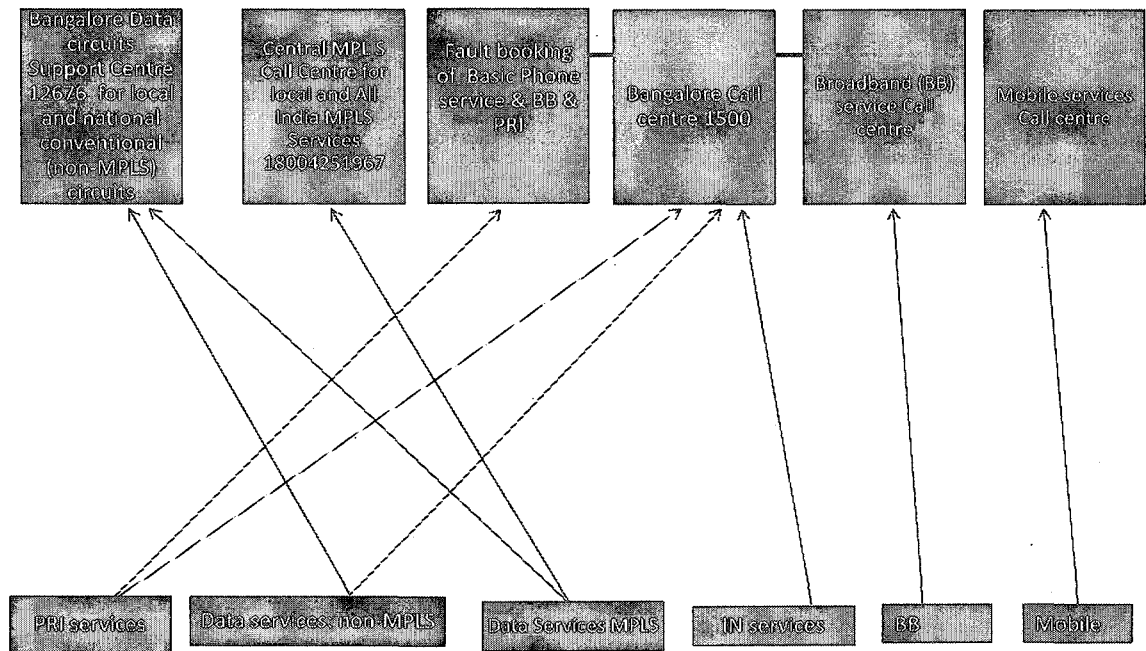 Bangalore Data
circuits
Support Centre
12676 for local
and national
conventional
(non-MPLS)
circuits
Central MPLS
Call Centre for
local and All
India MPLS
Services
18004251967
Fault booking
of Basic Phone
service & BB &
PRI
Bangalore Call
centre 1500
Broadband (BB)
service Call
centre
Mobile services
Call centre
PRI services
Data services: non-MPLS
Data Services MPLS
IN services
BB
Mobile